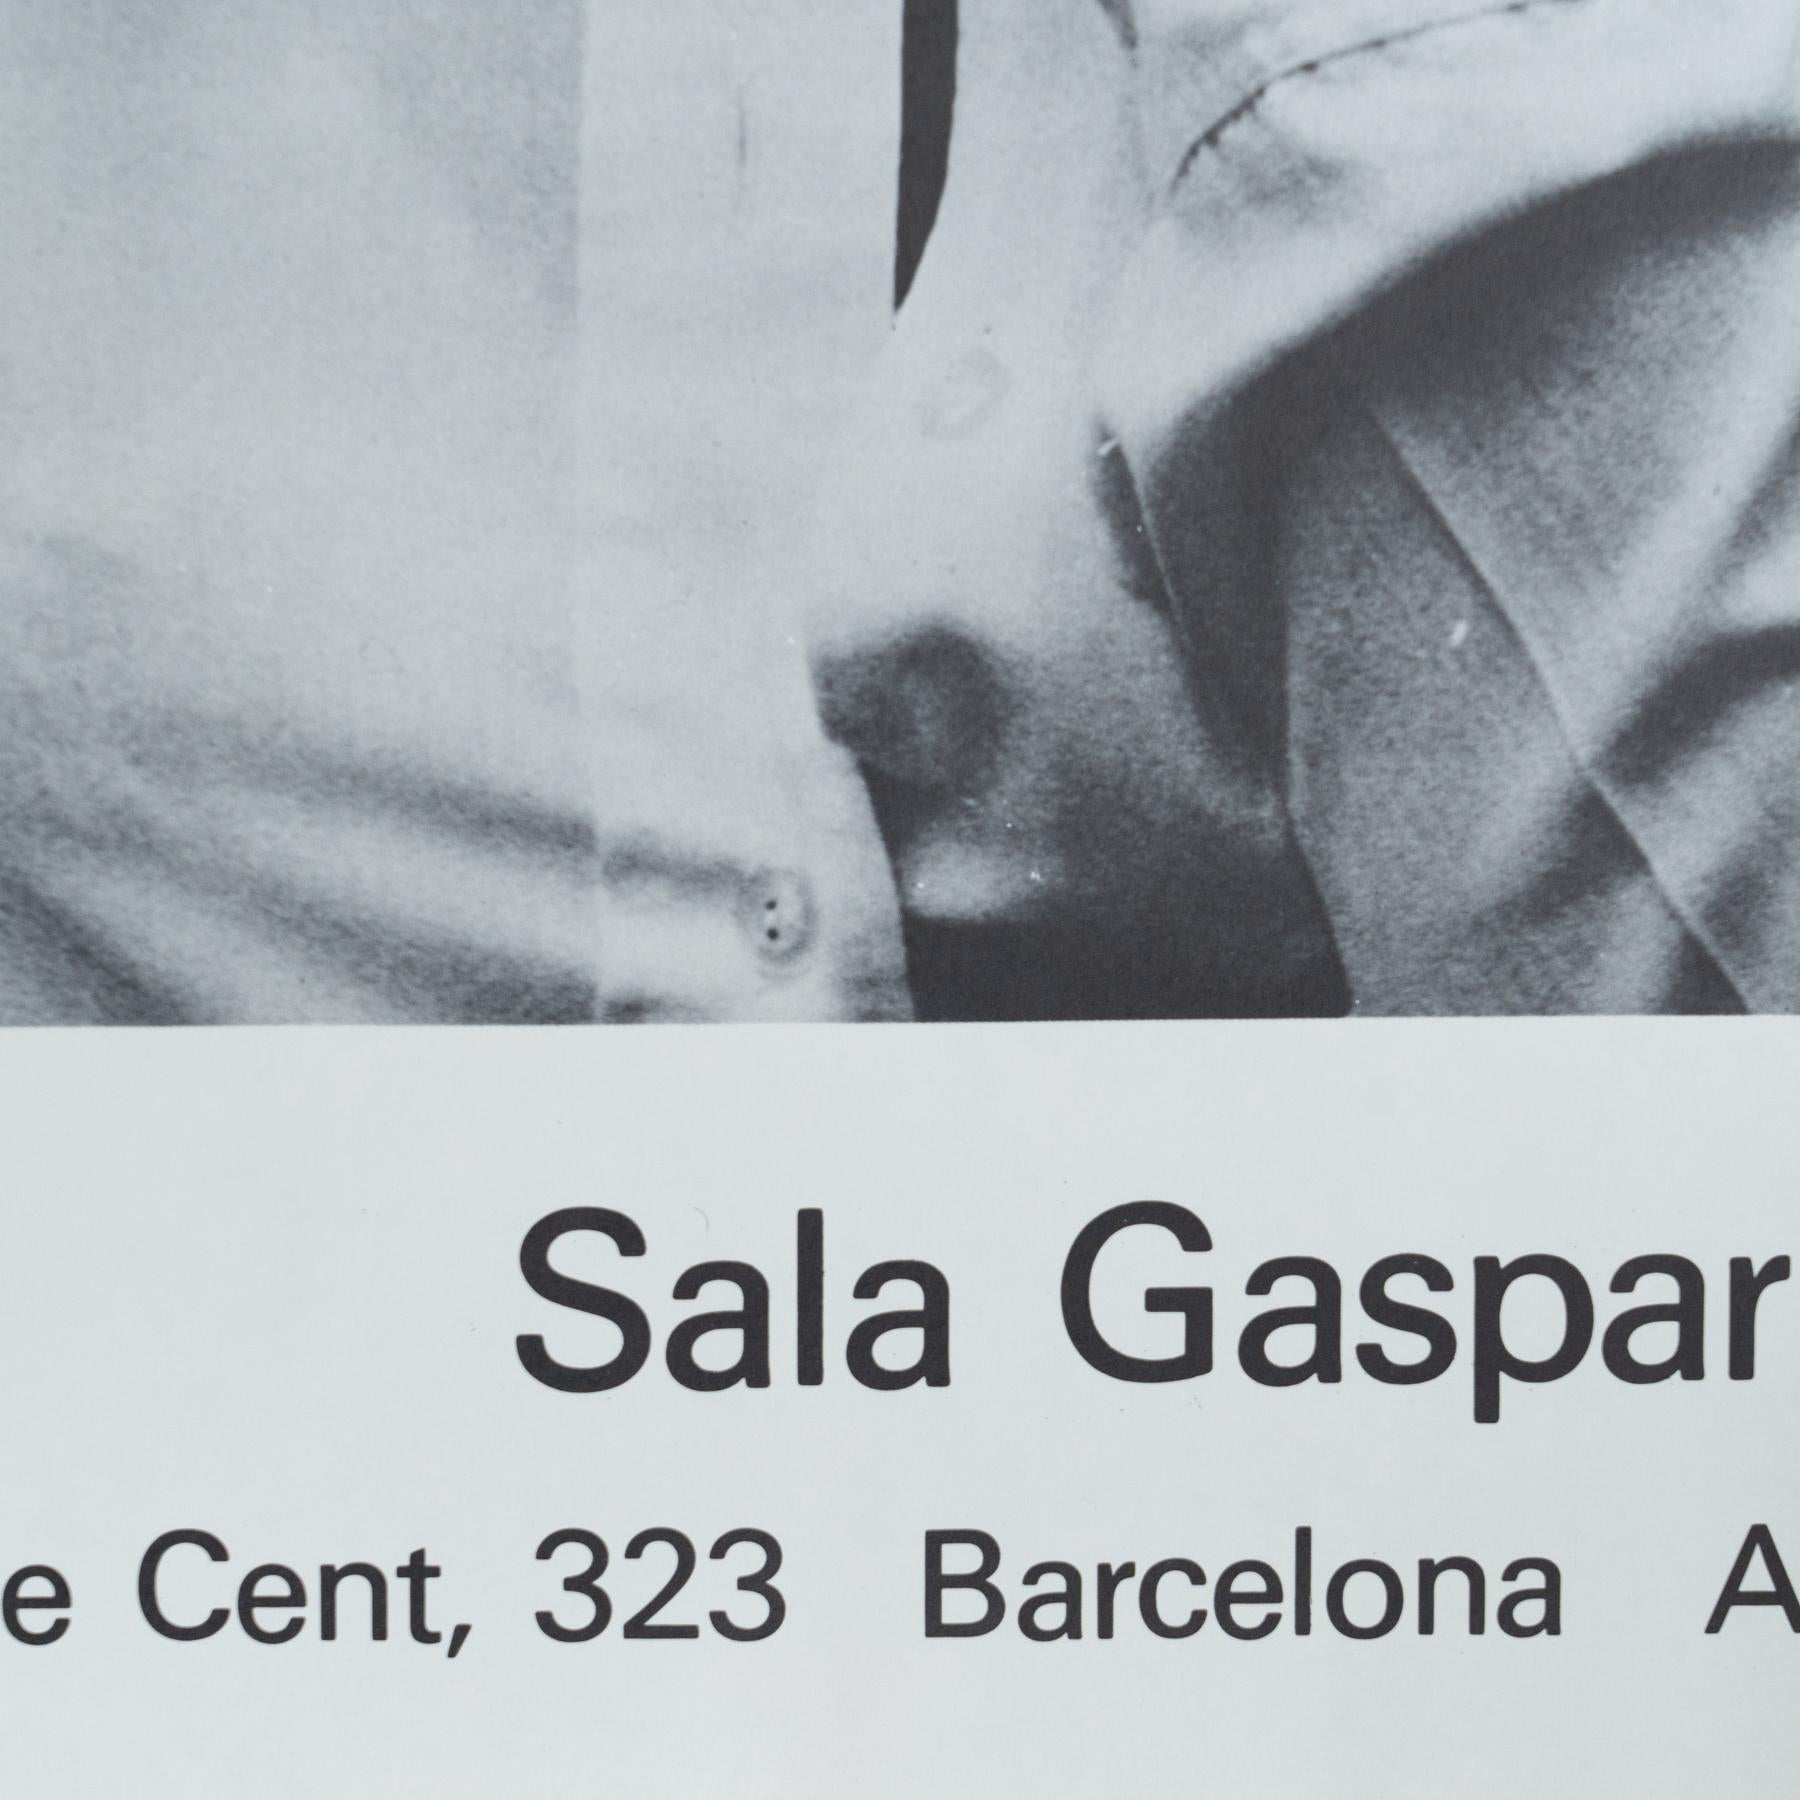 Sala Gaspar
e Cent, 323 Barcelona A